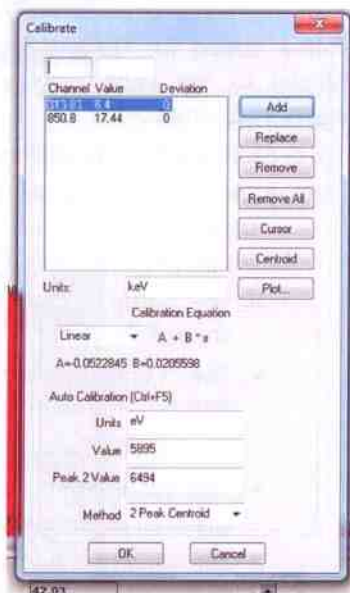 Calibrate
Channel Value Deviation
6.4 0
850.8 17.44 0
Add
Replace
Remove
Remove All
Cursor
Centroid
Plot...
Units: keV
Calibration Equation
Linear A + B * x
A=-0.0522845 B=0.0205598
Auto Calibration (Ctrl+F5)
Units eV
Value 5895
Peak 2 Value 6494
Method 2 Peak Centroid
OK Cancel
42.03